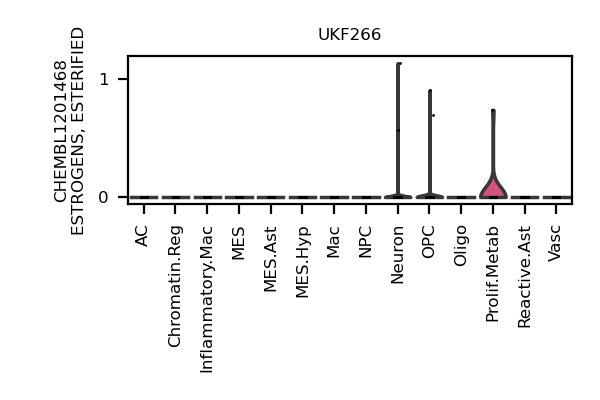 UKF266
CHEMBL1201468
ESTROGENS, ESTERIFIED
1
0
AC
Chromatin.Reg
Inflammatory.Mac
MES
MES.Ast
MES.Hyp
Mac
NPC
Neuron
OPC
Oligo
Prolif.Metab
Reactive.Ast
Vasc